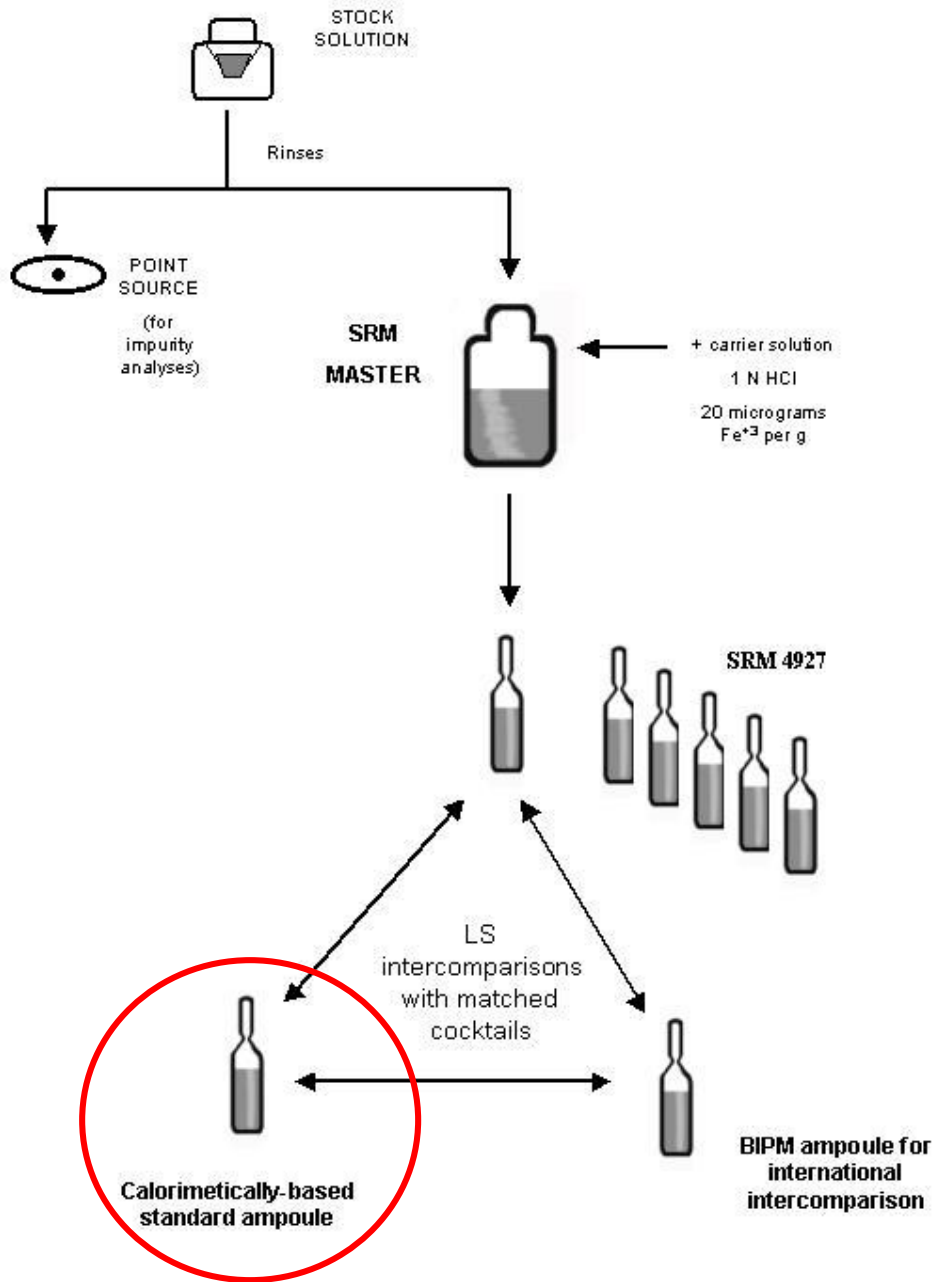 STOCK
SOLUTION
Rinses
POINT
SOURCE
(for
impurity
analyses)
SRM
MASTER
+ carrier solution
1 N HCl
20 micrograms
Fe⁺³ per g
SRM 4927
LS
intercomparisons
with matched
cocktails
Calorimetically-based
standard ampoule
BIPM ampoule for
international
intercomparison